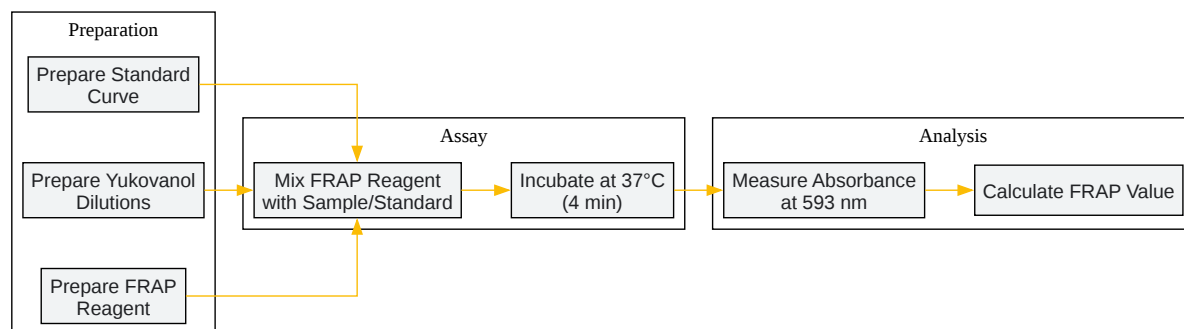 Preparation
Prepare Standard
Curve
Prepare Yukovanol
Dilutions
Prepare FRAP
Reagent
Assay
Mix FRAP Reagent
with Sample/Standard
Incubate at 37°C
(4 min)
Analysis
Measure Absorbance
at 593 nm
Calculate FRAP Value